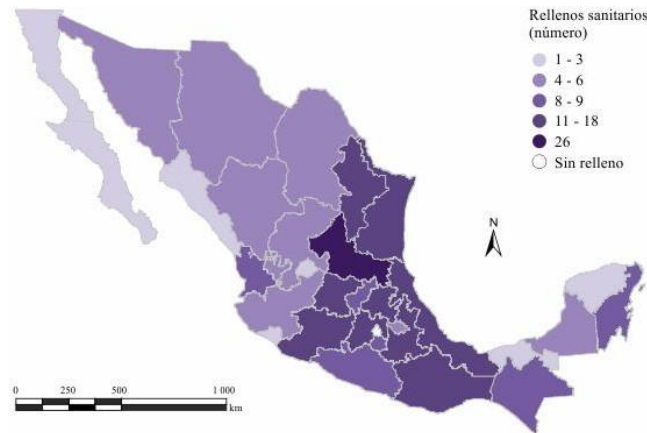 Rellenos sanitarios
(número)
1 - 3
4 - 6
8 - 9
11 - 18
26
Sin relleno
N
0 250 500 1 000
km